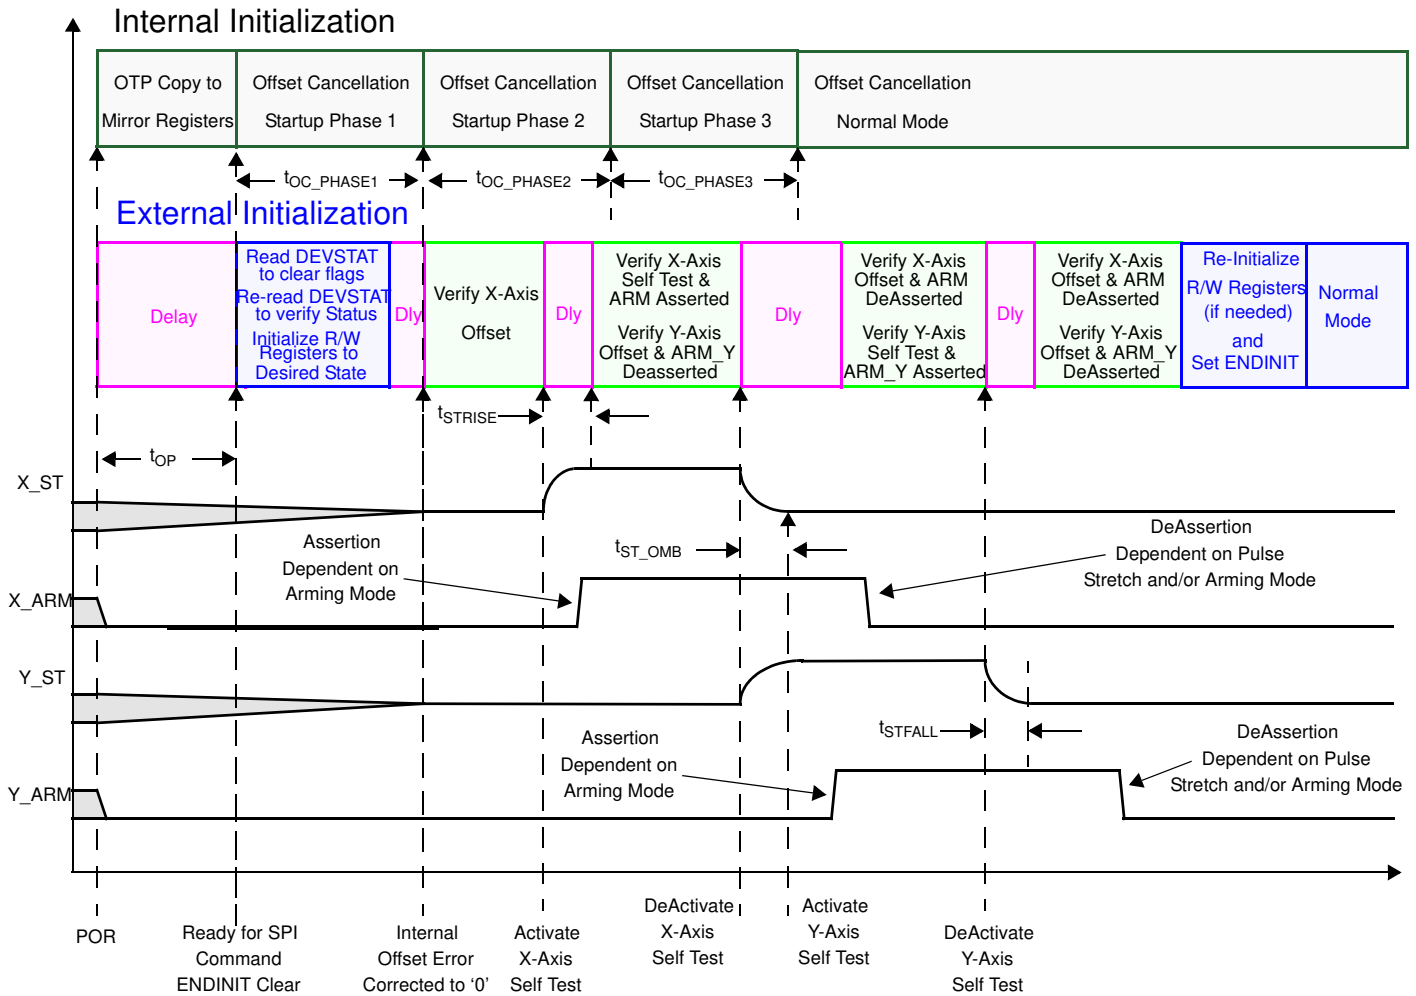 Internal Initialization
OTP Copy to
Mirror Registers
Offset Cancellation
Startup Phase 1
Offset Cancellation
Startup Phase 2
Offset Cancellation
Startup Phase 3
Offset Cancellation
Normal Mode
tOC_PHASE1
tOC_PHASE2
tOC_PHASE3
External Initialization
Delay
Read DEVSTAT
to clear flags
Re-read DEVSTAT
to verify Status
Initialize R/W
Registers to
Desired State
Dly
Verify X-Axis
Offset
Dly
Verify X-Axis
Self Test &
ARM Asserted
Verify Y-Axis
Offset & ARM_Y
Deasserted
Dly
Verify X-Axis
Offset & ARM
DeAsserted
Verify Y-Axis
Self Test &
ARM_Y Asserted
Dly
Verify X-Axis
Offset & ARM
DeAsserted
Verify Y-Axis
Offset & ARM_Y
DeAsserted
Re-Initialize
R/W Registers
(if needed)
and
Set ENDINIT
Normal
Mode
tSTRISE
tOP
X_ST
tST_OMB
Assertion
Dependent on
Arming Mode
DeAssertion
Dependent on Pulse
Stretch and/or Arming Mode
X_ARM
Y_ST
tSTFALL
Assertion
Dependent on
Arming Mode
DeAssertion
Dependent on Pulse
Stretch and/or Arming Mode
Y_ARM
POR
Ready for SPI
Command
ENDINIT Clear
Internal
Offset Error
Corrected to ‘0’
Activate
X-Axis
Self Test
DeActivate
X-Axis
Self Test
Activate
Y-Axis
Self Test
DeActivate
Y-Axis
Self Test